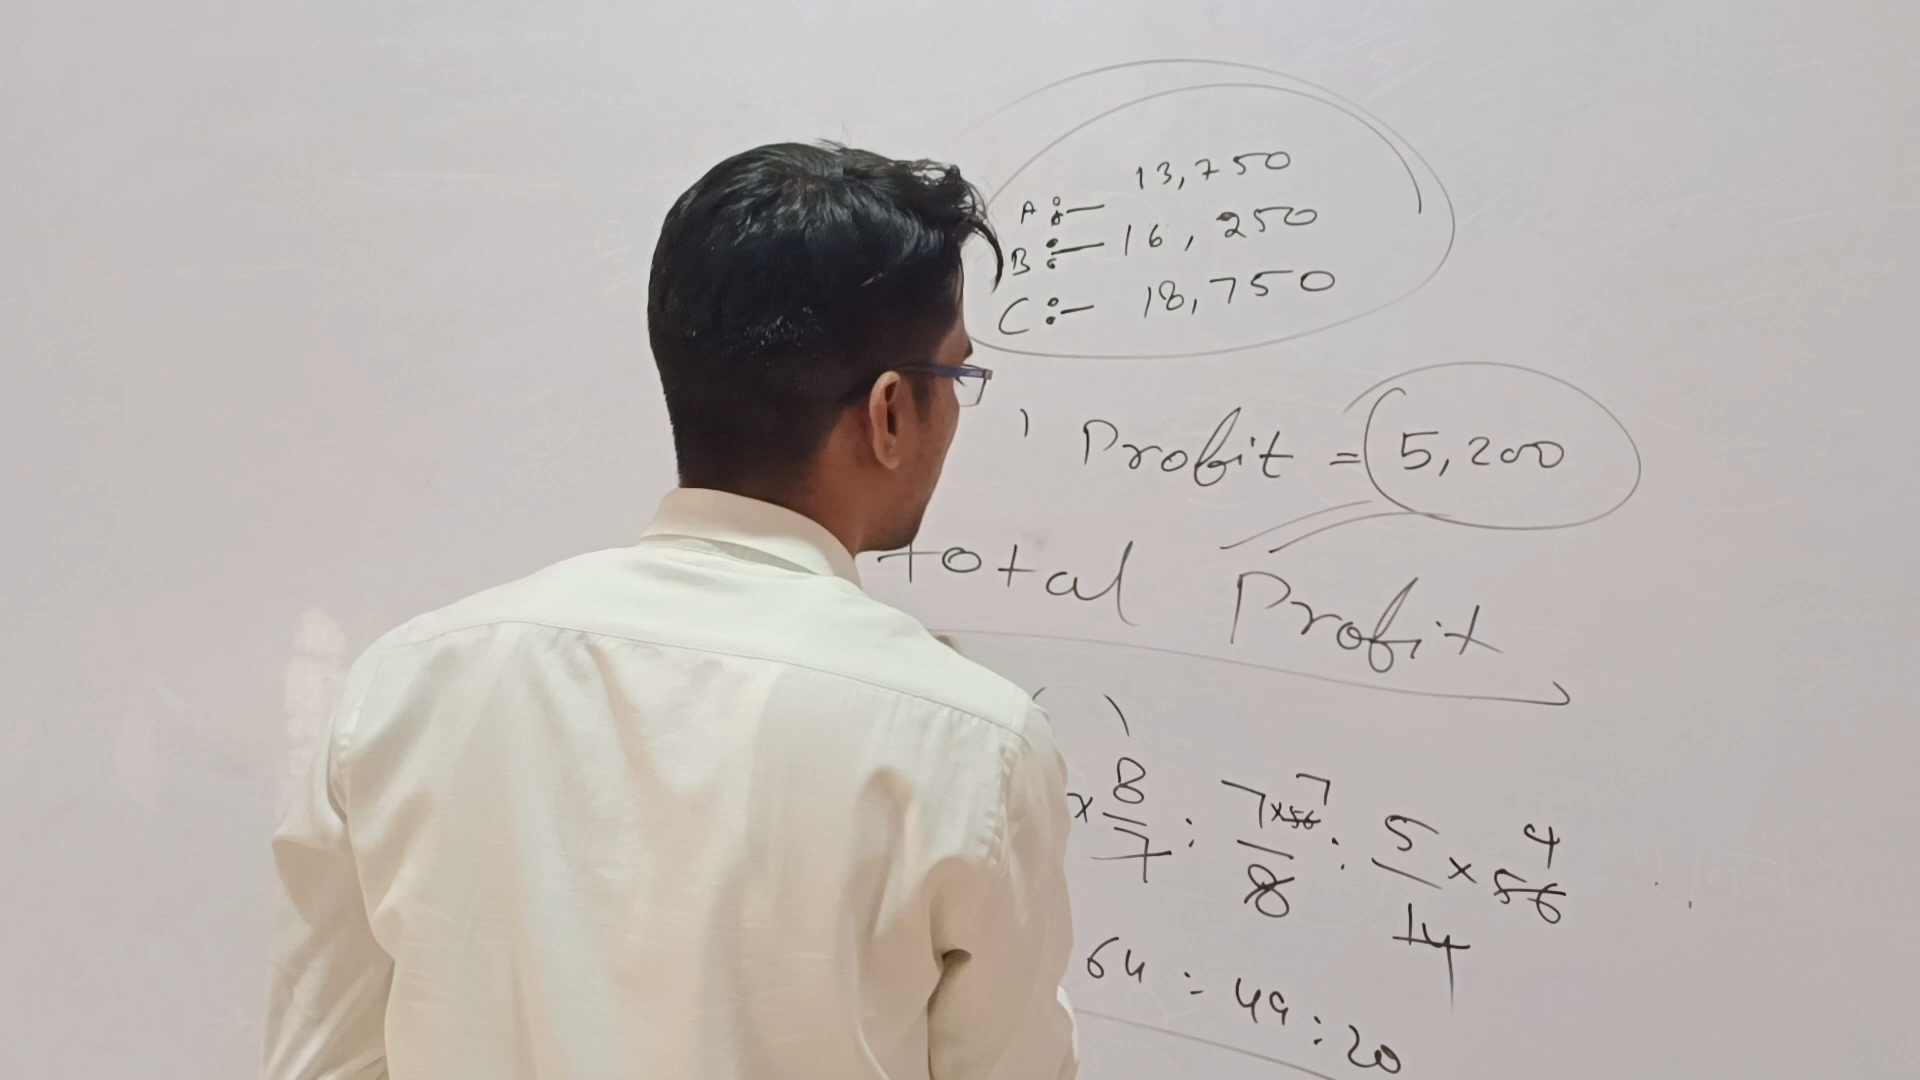 A :- 13,750
B :- 16,250
C :- 18,750
Profit = 5,200
total Profit
x 8/7 : 7x56/8 7 : 5/14 x 56 4
64 : 49 : 20